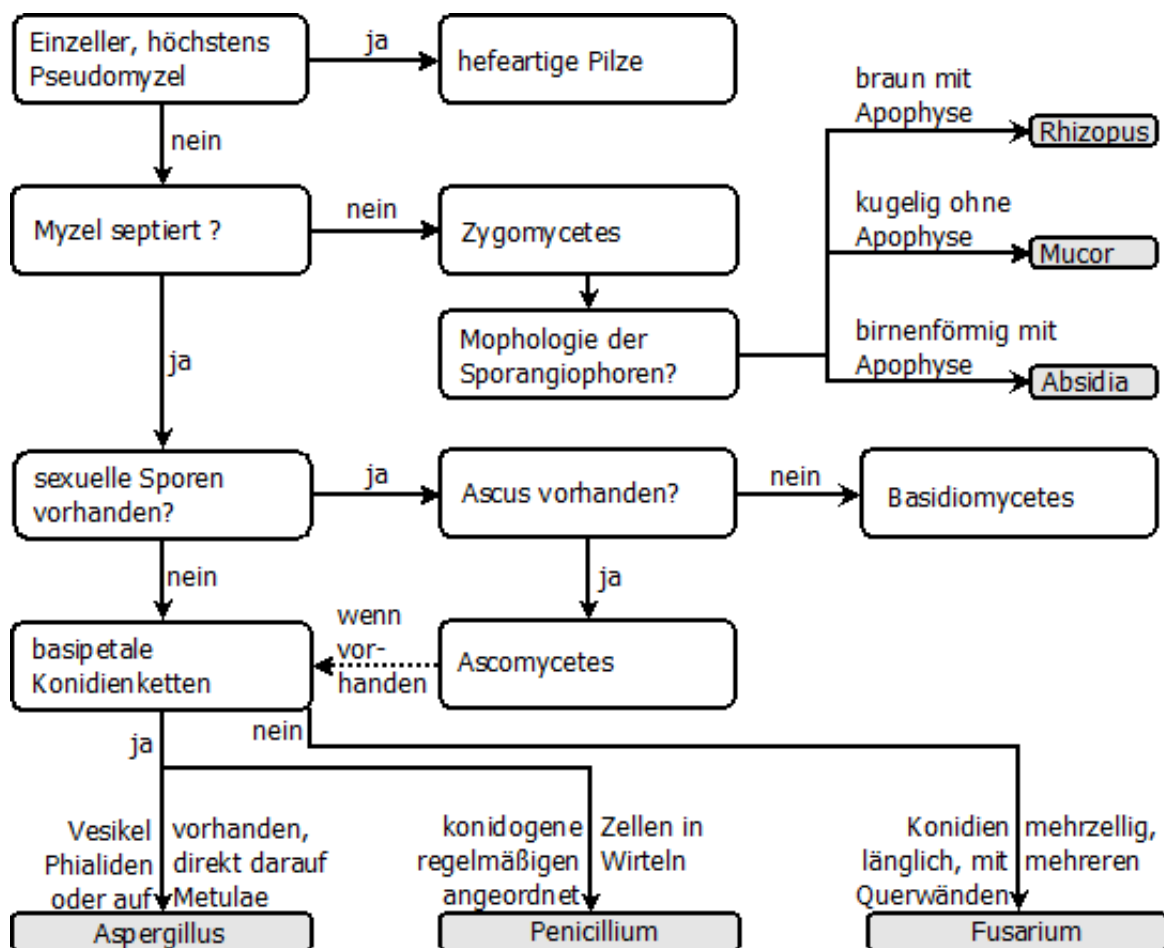 Einzeller, höchstens
Pseudomyzel
ja
hefeartige Pilze
nein
braun mit
Apophyse
Rhizopus
Myzel septiert ?
nein
Zygomycetes
kugelig ohne
Apophyse
Mucor
Mophologie der
Sporangiophoren?
birnenförmig mit
Apophyse
Absidia
ja
sexuelle Sporen
vorhanden?
ja
Ascus vorhanden?
nein
Basidiomycetes
nein
ja
basipetale
Konidienketten
wenn
vor-
handen
Ascomycetes
ja
nein
Vesikel vorhanden,
Phialiden direkt darauf
oder auf Metulae
Aspergillus
konidogene Zellen in
regelmäßigen Wirteln
angeordnet
Penicillium
Konidien mehrzellig,
länglich, mit mehreren
Querwänden
Fusarium